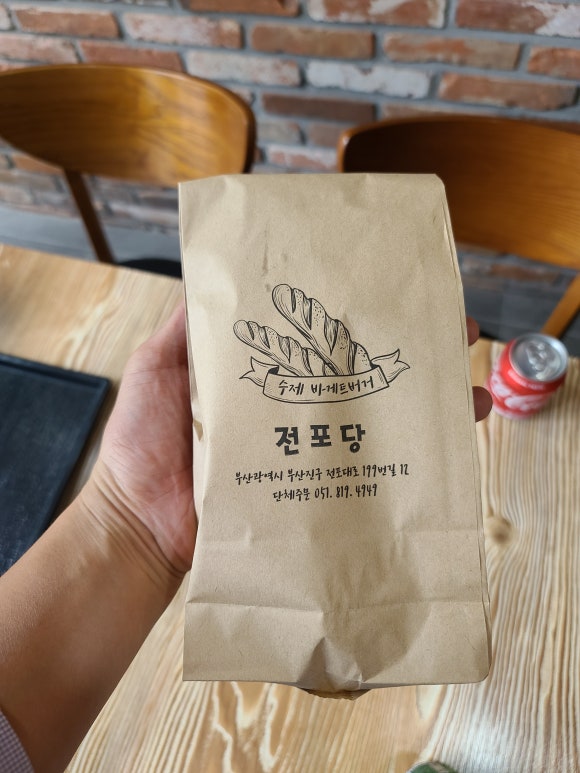 수제 바게트버거
전포당
부산광역시 부산진구 전포대로 199번길 12
단체주문 051. 819. 4949